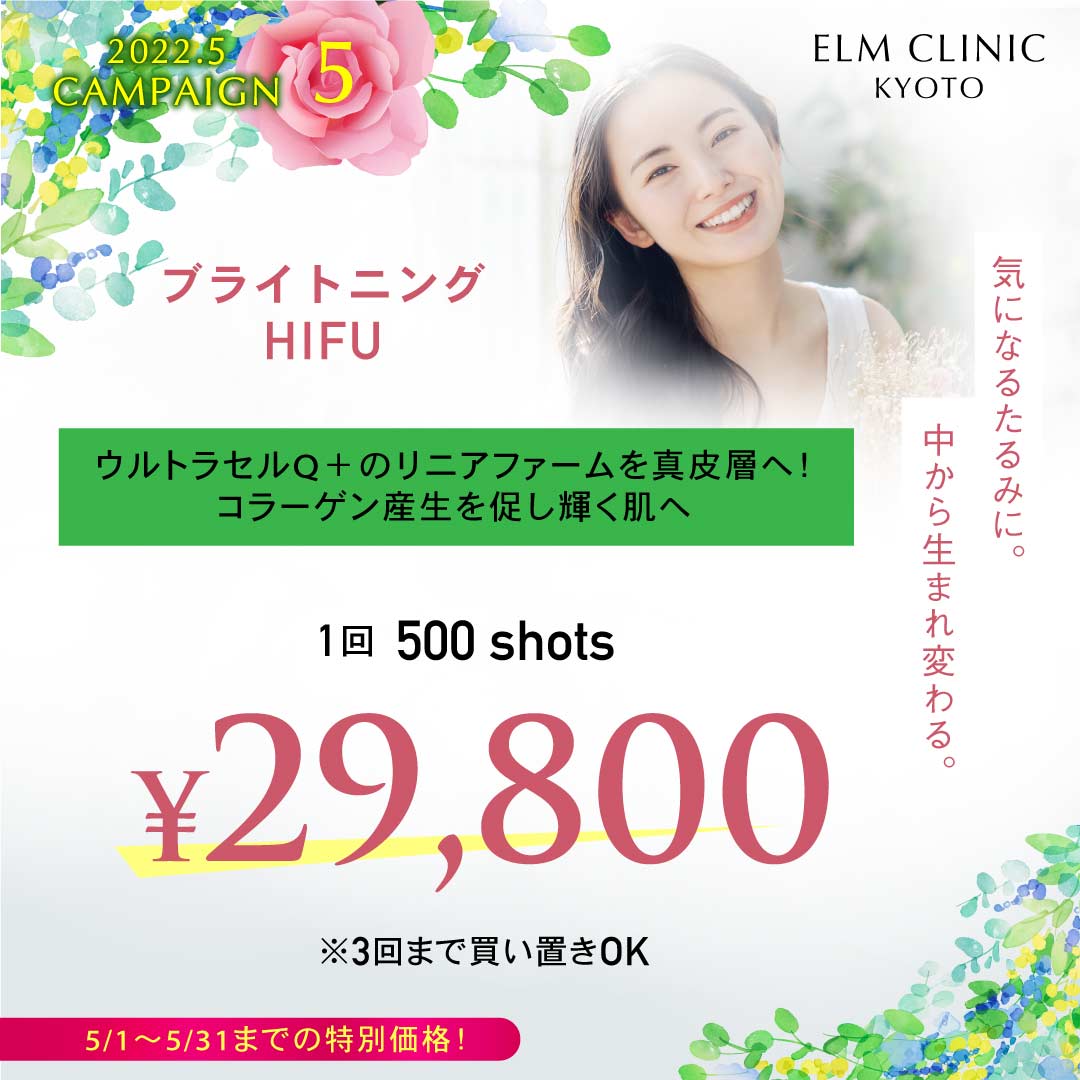 2022.5
CAMPAIGN 5
ELM CLINIC
KYOTO
ブライトニング
HIFU
気になるたるみに。
中から生まれ変わる。
ウルトラセルQ＋のリニアファームを真皮層へ！
コラーゲン産生を促し輝く肌へ
1回 500 shots
¥29,800
※3回まで買い置きOK
5/1～5/31までの特別価格！